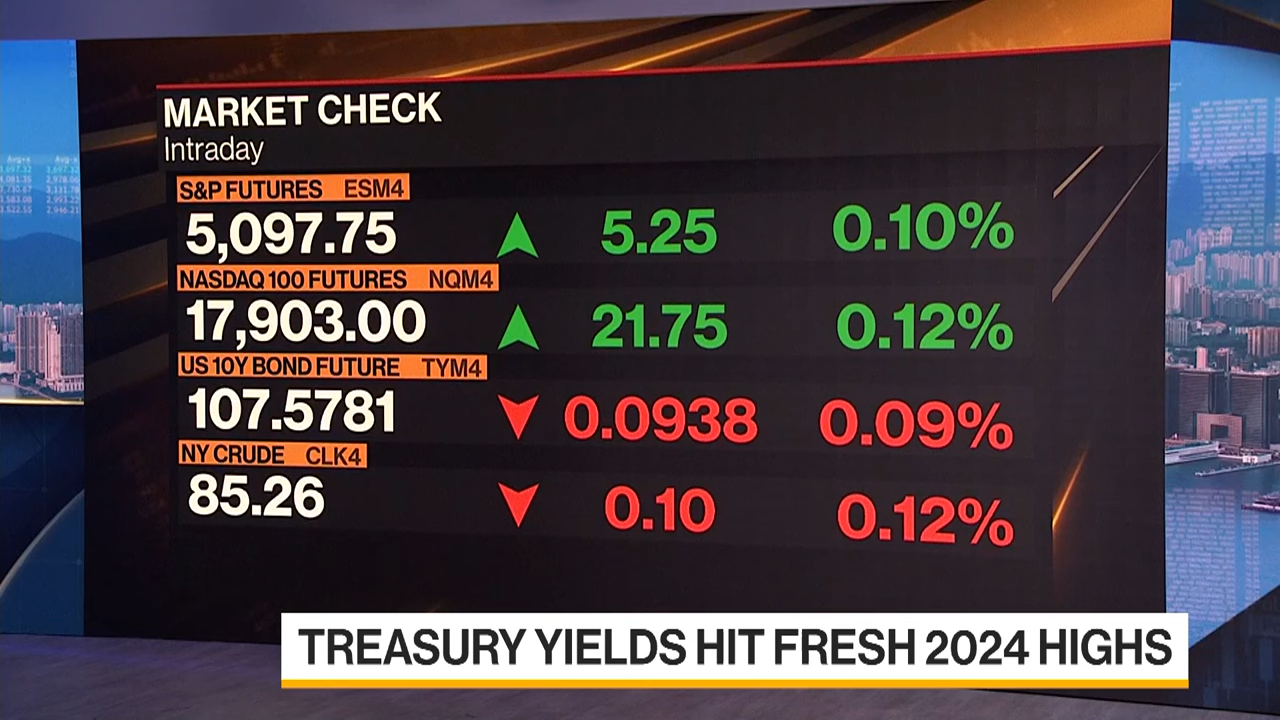 MARKET CHECK
Intraday
S&P FUTURES ESM4
5,097.75 ▲ 5.25 0.10%
NASDAQ 100 FUTURES NQM4
17,903.00 ▲ 21.75 0.12%
US 10Y BOND FUTURE TYM4
107.5781 ▼ 0.0938 0.09%
NY CRUDE CLK4
85.26 ▼ 0.10 0.12%
TREASURY YIELDS HIT FRESH 2024 HIGHS